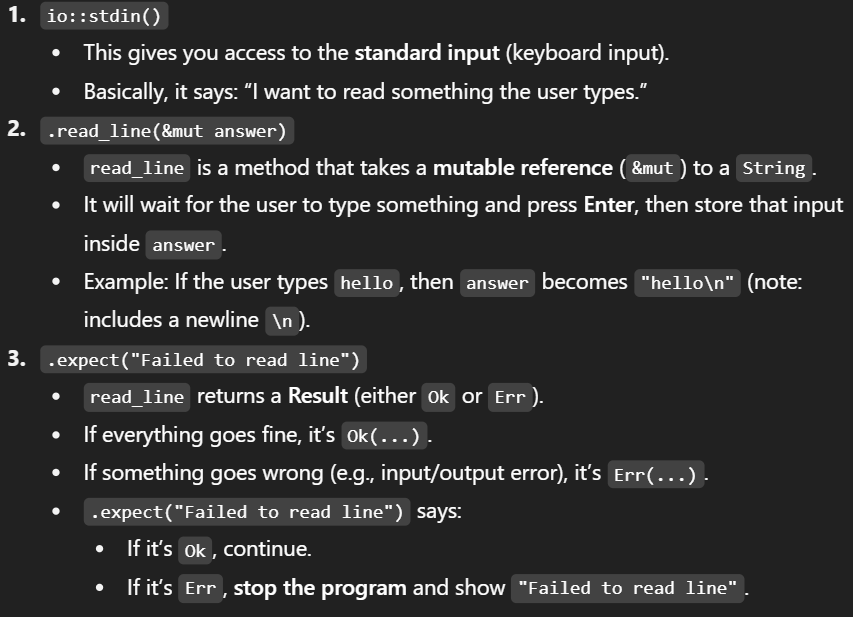 1. io::stdin()
• This gives you access to the standard input (keyboard input).
• Basically, it says: “I want to read something the user types.”
2. .read_line(&mut answer)
• read_line is a method that takes a mutable reference (&mut) to a String.
• It will wait for the user to type something and press Enter, then store that input
inside answer.
• Example: If the user types hello, then answer becomes "hello\n" (note:
includes a newline \n).
3. .expect("Failed to read line")
• read_line returns a Result (either Ok or Err).
• If everything goes fine, it’s Ok(...).
• If something goes wrong (e.g., input/output error), it’s Err(...).
• .expect("Failed to read line") says:
• If it’s Ok, continue.
• If it’s Err, stop the program and show "Failed to read line".